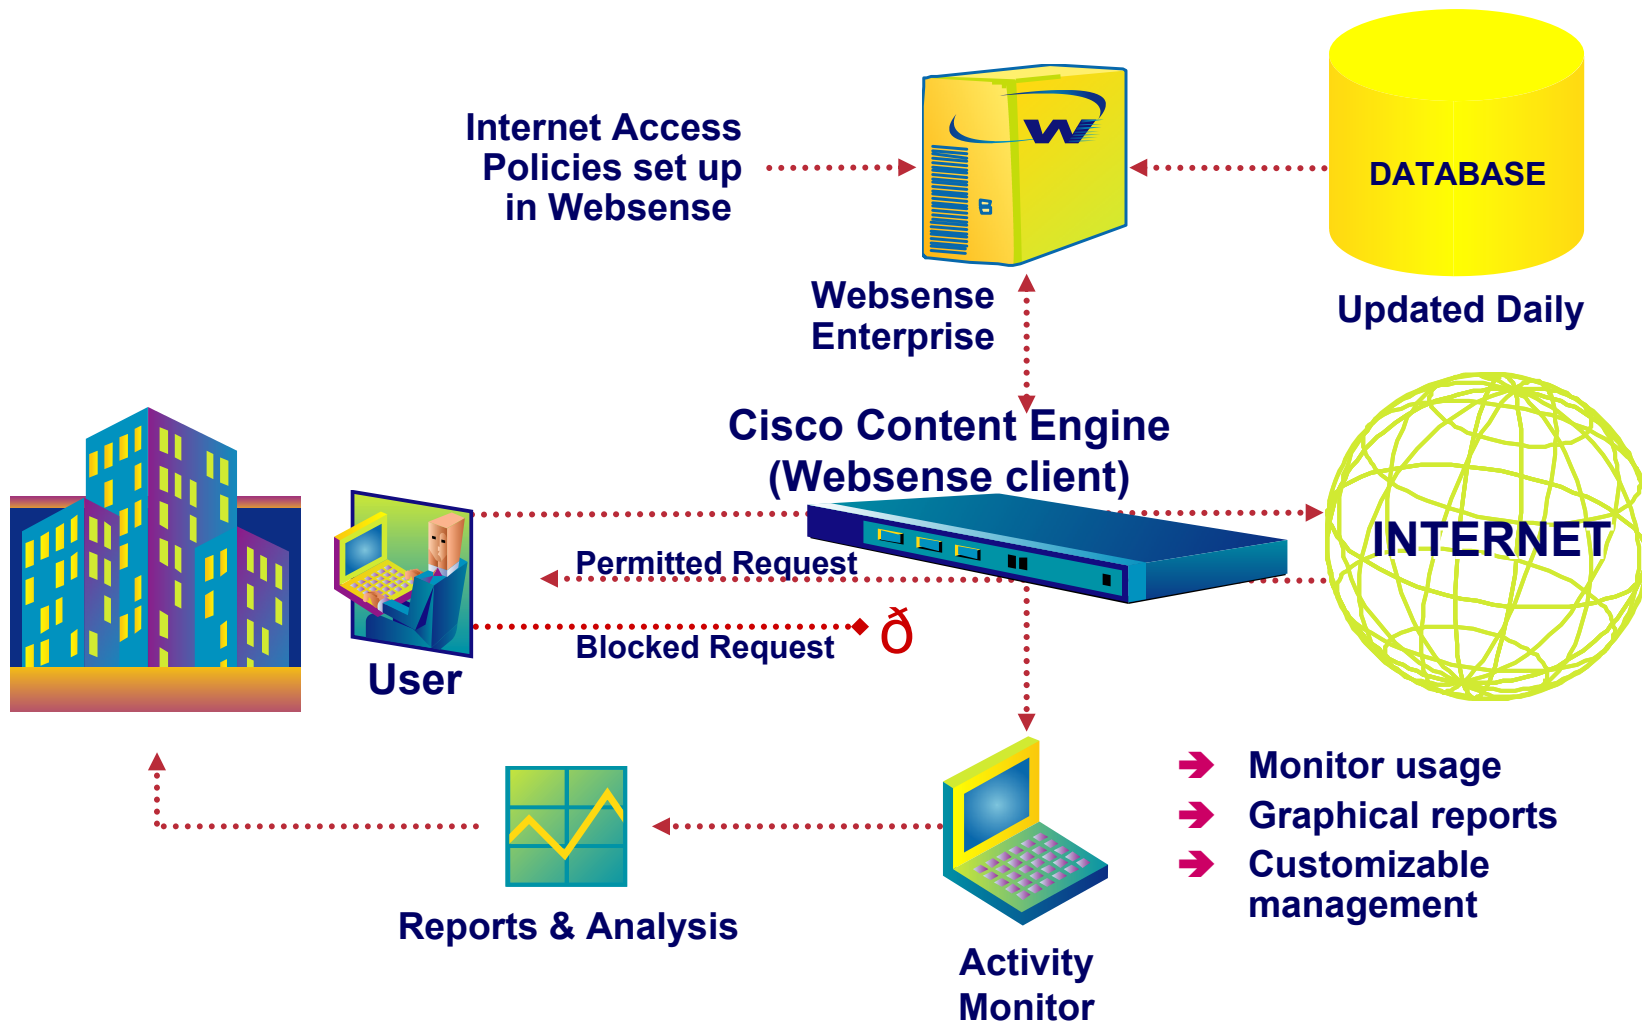 Internet Access
Policies set up
in Websense
W
B
DATABASE
Websense
Enterprise
Updated Daily
Cisco Content Engine
(Websense client)
INTERNET
Permitted Request
ð
Blocked Request
User
Monitor usage
Graphical reports
Customizable
management
Reports & Analysis
Activity
Monitor